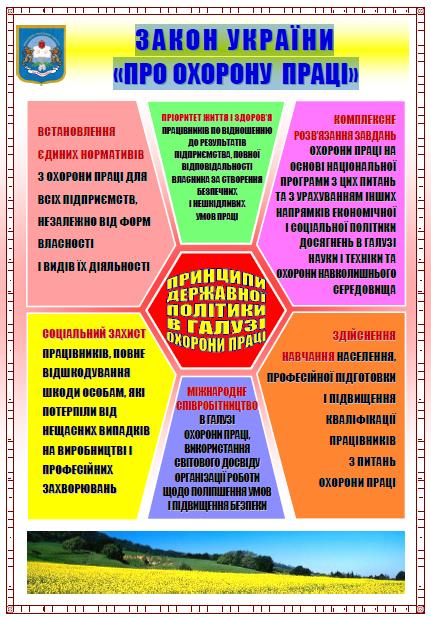 ЗАКОН УКРАЇНИ
«ПРО ОХОРОНУ ПРАЦІ»
ВСТАНОВЛЕННЯ
ЄДИНИХ НОРМАТИВІВ
З ОХОРОНИ ПРАЦІ ДЛЯ
ВСІХ ПІДПРИЄМСТВ,
НЕЗАЛЕЖНО ВІД ФОРМ
ВЛАСНОСТІ
І ВИДІВ ЇХ ДІЯЛЬНОСТІ
ПРІОРИТЕТ ЖИТТЯ І ЗДОРОВ'Я
ПРАЦІВНИКІВ ПО ВІДНОШЕННЮ
ДО РЕЗУЛЬТАТІВ
ПІДПРИЄМСТВА, ПОВНОЇ
ВІДПОВІДАЛЬНОСТІ
ВЛАСНИКА ЗА СТВОРЕННЯ
БЕЗПЕЧНИХ
І НЕШКІДЛИВИХ
УМОВ ПРАЦІ
КОМПЛЕКСНЕ
РОЗВ'ЯЗАННЯ ЗАВДАНЬ
ОХОРОНИ ПРАЦІ НА
ОСНОВІ НАЦІОНАЛЬНОЇ
ПРОГРАМИ З ЦИХ ПИТАНЬ
ТА З УРАХУВАННЯМ ІНШИХ
НАПРЯМКІВ ЕКОНОМІЧНОЇ
І СОЦІАЛЬНОЇ ПОЛІТИКИ
ДОСЯГНЕНЬ В ГАЛУЗІ
НАУКИ І ТЕХНІКИ ТА
ОХОРОНИ НАВКОЛИШНЬОГО
СЕРЕДОВИЩА
ПРИНЦИПИ
ДЕРЖАВНОЇ
ПОЛІТИКИ
В ГАЛУЗІ
ОХОРОНИ ПРАЦІ
СОЦІАЛЬНИЙ ЗАХИСТ
ПРАЦІВНИКІВ, ПОВНЕ
ВІДШКОДУВАННЯ
ШКОДИ ОСОБАМ, ЯКІ
ПОТЕРПІЛИ ВІД
НЕЩАСНИХ ВИПАДКІВ
НА ВИРОБНИЦТВІ І
ПРОФЕСІЙНИХ
ЗАХВОРЮВАНЬ
МІЖНАРОДНЕ
СПІВРОБІТНИЦТВО
В ГАЛУЗІ
ОХОРОНИ ПРАЦІ,
ВИКОРИСТАННЯ
СВІТОВОГО ДОСВІДУ
ОРГАНІЗАЦІЇ РОБОТИ
ЩОДО ПОЛІПШЕННЯ УМОВ
І ПІДВИЩЕННЯ БЕЗПЕКИ
ЗДІЙСНЕННЯ
НАВЧАННЯ НАСЕЛЕННЯ,
ПРОФЕСІЙНОЇ ПІДГОТОВКИ
І ПІДВИЩЕННЯ
КВАЛІФІКАЦІЇ
ПРАЦІВНИКІВ
З ПИТАНЬ
ОХОРОНИ ПРАЦІ